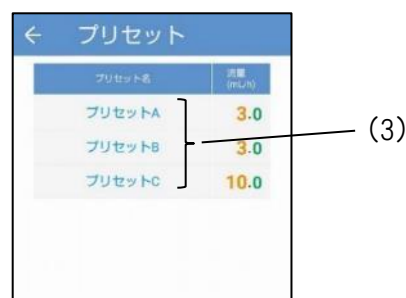 ← プリセット
プリセット名 流量
(mL/h)
プリセットA 3.0
プリセットB 3.0
プリセットC 10.0
(3)